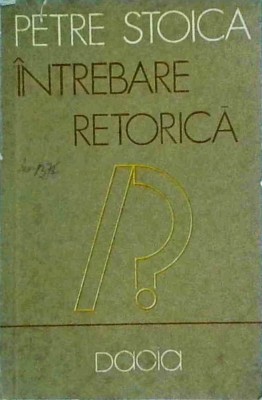 PETRE STOICA
ÎNTREBARE
RETORICĂ
?
dacia